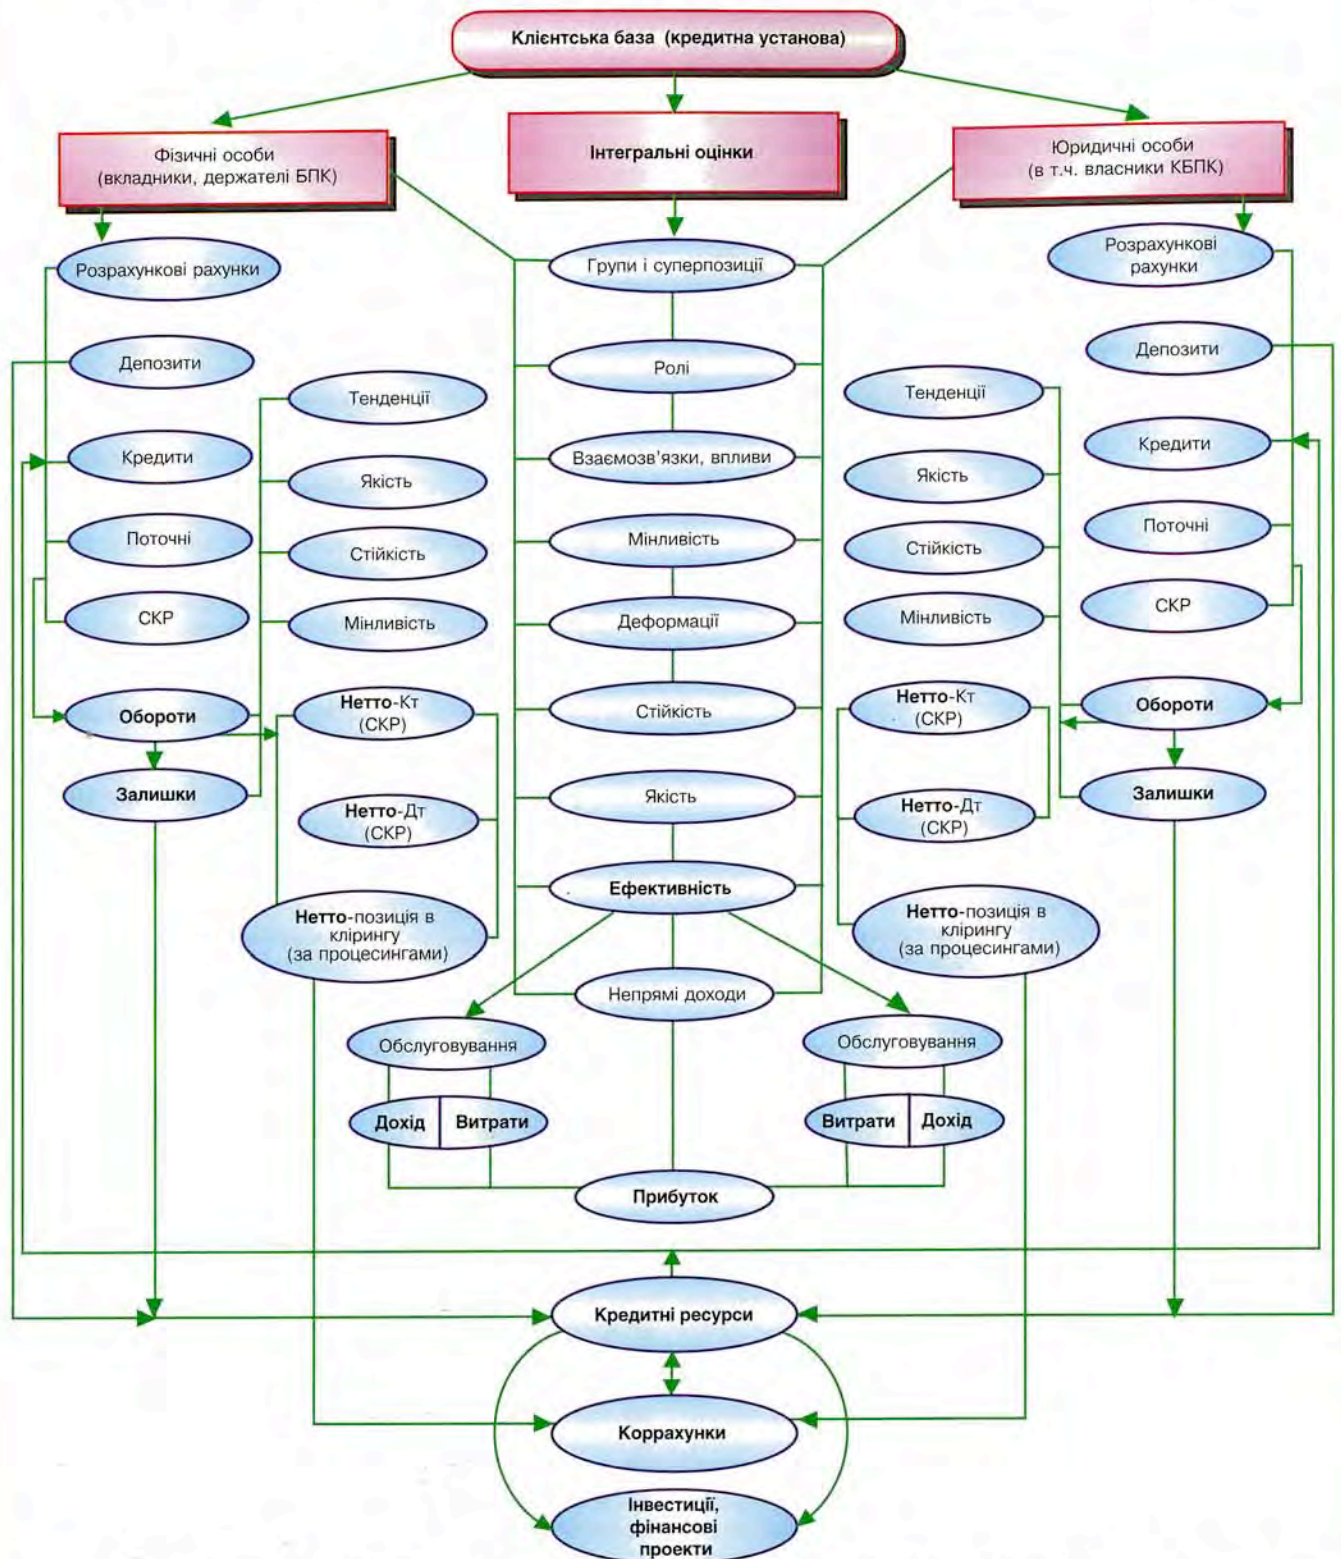 Клієнтська база (кредитна установа)
Фізичні особи
(вкладники, держателі БПК)
Інтегральні оцінки
Юридичні особи
(в т.ч. власники КБПК)
Розрахункові рахунки
Депозити
Кредити
Поточні
СКР
Обороти
Залишки
Тенденції
Якість
Стійкість
Мінливість
Нетто-Кт
(СКР)
Нетто-Дт
(СКР)
Нетто-позиція в
клірингу
(за процесингами)
Групи і суперпозиції
Ролі
Взаємозв'язки, впливи
Мінливість
Деформації
Стійкість
Якість
Ефективність
Непрямі доходи
Тенденції
Якість
Стійкість
Мінливість
Нетто-Кт
(СКР)
Нетто-Дт
(СКР)
Нетто-позиція в
клірингу
(за процесингами)
Розрахункові
рахунки
Депозити
Кредити
Поточні
СКР
Обороти
Залишки
Обслуговування
Дохід Витрати
Обслуговування
Витрати Дохід
Прибуток
Кредитні ресурси
Коррахунки
Інвестиції,
фінансові
проекти